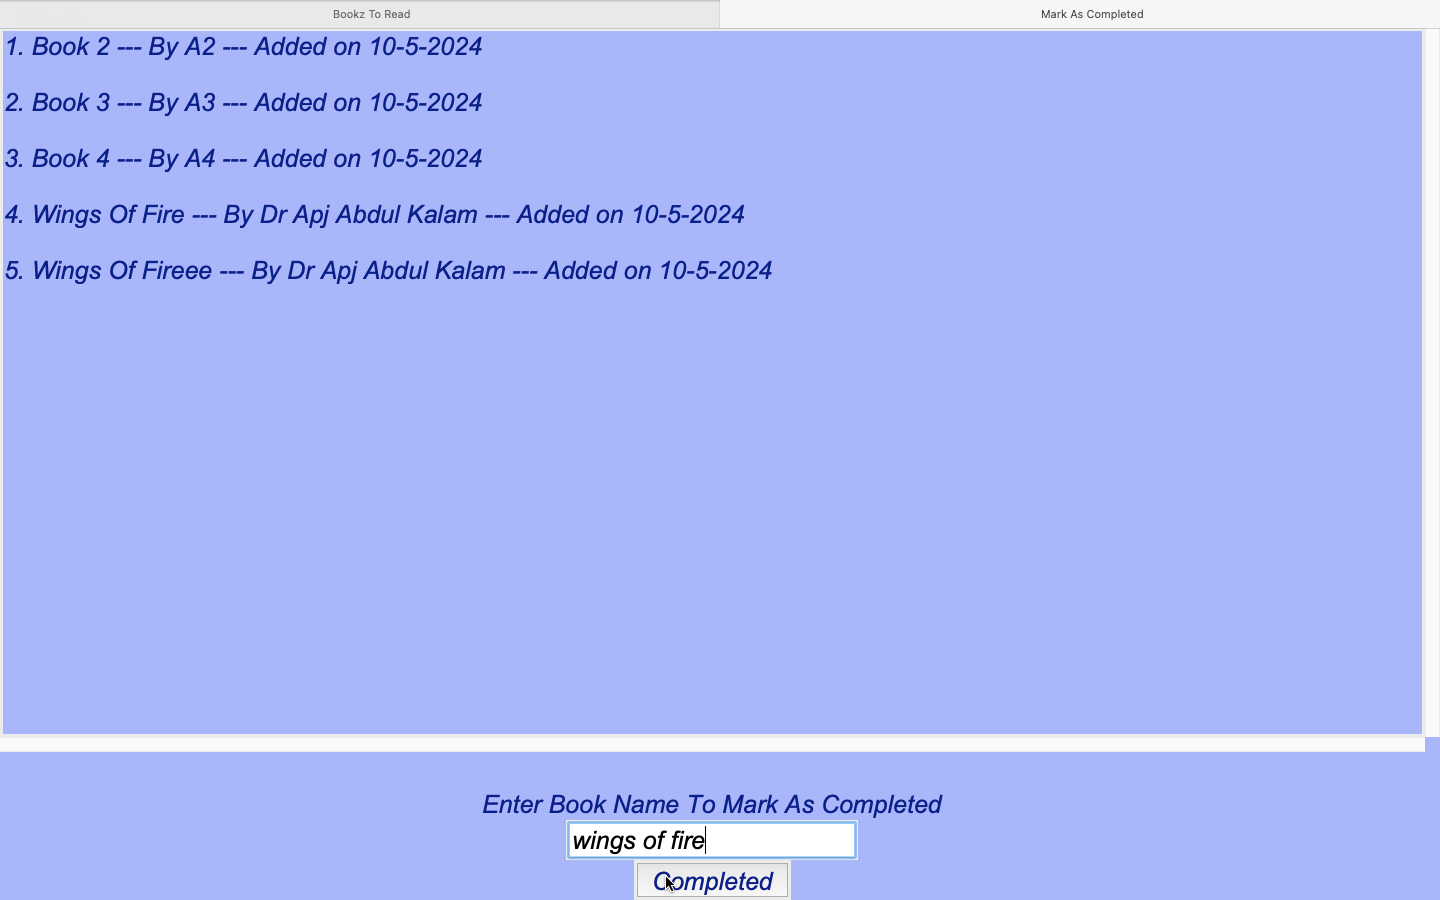 Bookz To Read
Mark As Completed
1. Book 2 --- By A2 --- Added on 10-5-2024
2. Book 3 --- By A3 --- Added on 10-5-2024
3. Book 4 --- By A4 --- Added on 10-5-2024
4. Wings Of Fire --- By Dr Apj Abdul Kalam --- Added on 10-5-2024
5. Wings Of Fireee --- By Dr Apj Abdul Kalam --- Added on 10-5-2024
Enter Book Name To Mark As Completed
wings of fire
Completed